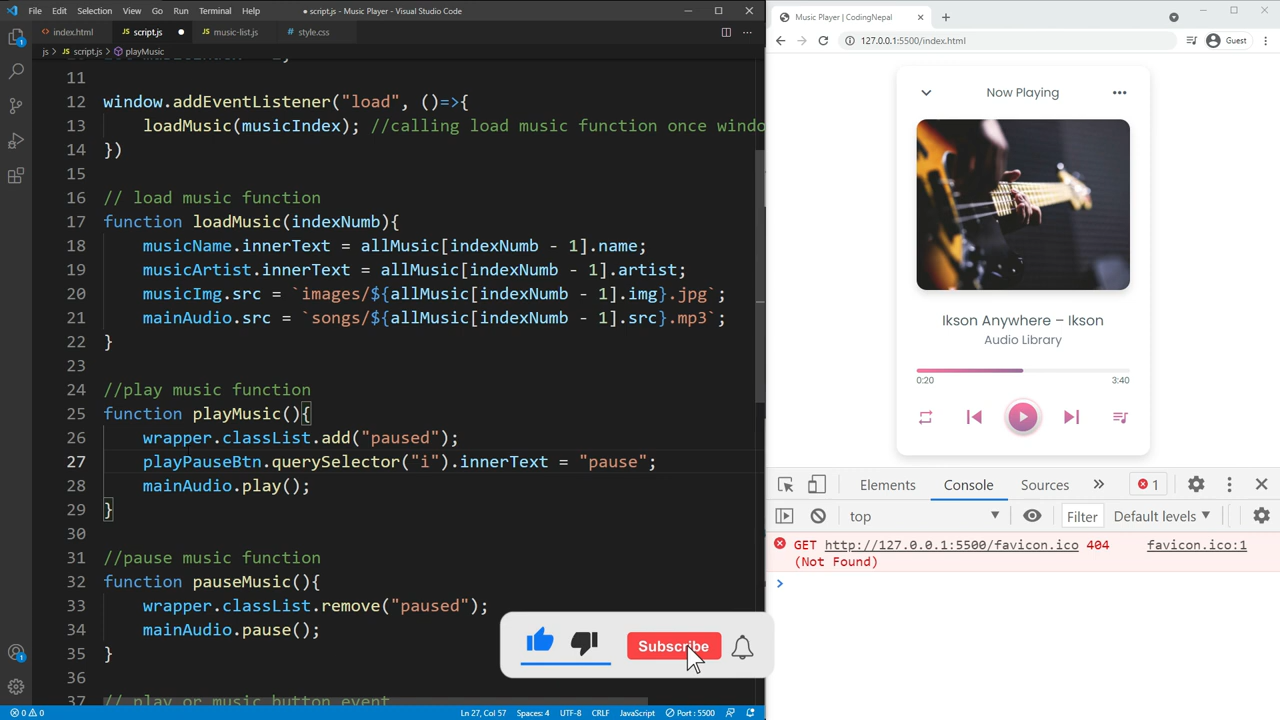 File Edit Selection View Go Run Terminal Help ● script.js - Music Player - Visual Studio Code
index.html script.js ● music-list.js style.css
js > JS script.js > playMusic
11
12 window.addEventListener("load", ()=>{
13 loadMusic(musicIndex); //calling load music function once windo
14 })
15
16 // load music function
17 function loadMusic(indexNumb){
18 musicName.innerText = allMusic[indexNumb - 1].name;
19 musicArtist.innerText = allMusic[indexNumb - 1].artist;
20 musicImg.src = `images/${allMusic[indexNumb - 1].img}.jpg`;
21 mainAudio.src = `songs/${allMusic[indexNumb - 1].src}.mp3`;
22 }
23
24 //play music function
25 function playMusic(){
26 wrapper.classList.add("paused");
27 playPauseBtn.querySelector("i").innerText = "pause";
28 mainAudio.play();
29 }
30
31 //pause music function
32 function pauseMusic(){
33 wrapper.classList.remove("paused");
34 mainAudio.pause();
35 }
36
37 // play or music button event
0 0 Ln 27, Col 57 Spaces: 4 UTF-8 CRLF JavaScript Port : 5500
Subscribe
Music Player | CodingNepal
127.0.0.1:5500/index.html Guest
Now Playing
Ikson Anywhere – Ikson
Audio Library
0:20 3:40
Elements Console Sources » 1
top Filter Default levels
GET http://127.0.0.1:5500/favicon.ico 404 favicon.ico:1
(Not Found)
>